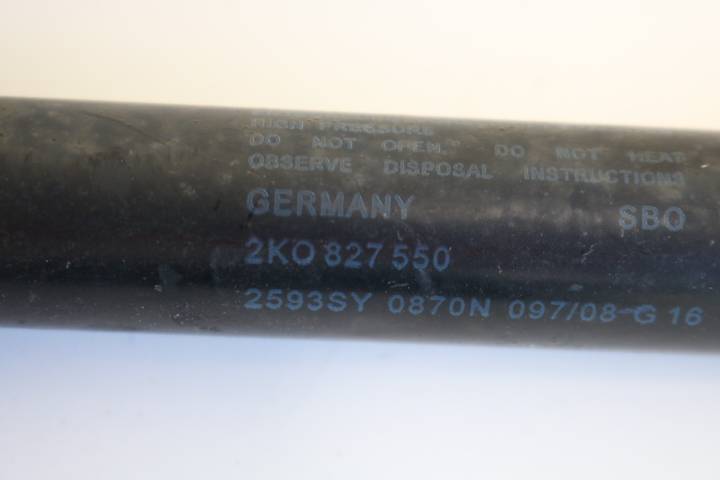 HIGH PRESSURE
DO NOT OPEN. DO NOT HEAT
OBSERVE DISPOSAL INSTRUCTIONS
GERMANY SBO
2KO 827 550
2593SY 0870N 097/08 G 16